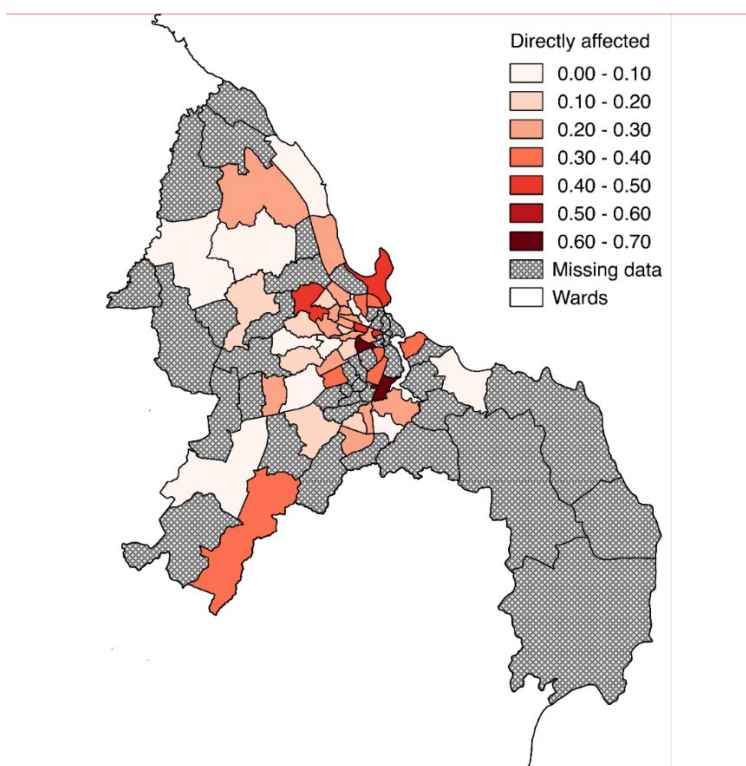 Directly affected
0.00 - 0.10
0.10 - 0.20
0.20 - 0.30
0.30 - 0.40
0.40 - 0.50
0.50 - 0.60
0.60 - 0.70
Missing data
Wards